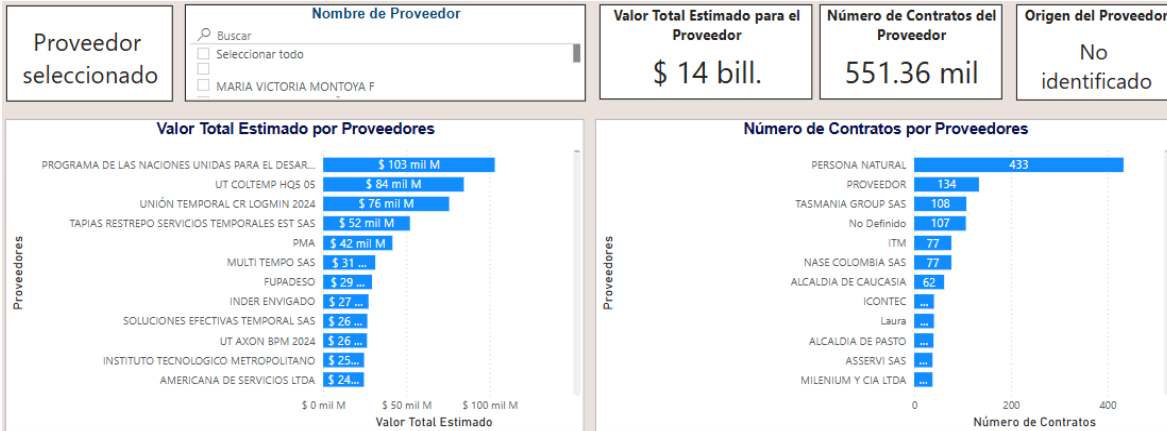 Proveedor
seleccionado
Nombre de Proveedor
Buscar
Seleccionar todo
MARIA VICTORIA MONTOYA F
Valor Total Estimado para el
Proveedor
$ 14 bill.
Número de Contratos del
Proveedor
551.36 mil
Origen del Proveedor
No
identificado
Valor Total Estimado por Proveedores
Proveedores
PROGRAMA DE LAS NACIONES UNIDAS PARA EL DESAR... $ 103 mil M
UT COLTEMP HQ5 05 $ 84 mil M
UNIÓN TEMPORAL CR LOGMIN 2024 $ 76 mil M
TAPIAS RESTREPO SERVICIOS TEMPORALES EST SAS $ 52 mil M
PMA $ 42 mil M
MULTI TEMPO SAS $ 31 ...
FUPADESO $ 29 ...
INDER ENVIGADO $ 27 ...
SOLUCIONES EFECTIVAS TEMPORAL SAS $ 26 ...
UT AXON BPM 2024 $ 26 ...
INSTITUTO TECNOLOGICO METROPOLITANO $ 25...
AMERICANA DE SERVICIOS LTDA $ 24...
$ 0 mil M $ 50 mil M $ 100 mil M
Valor Total Estimado
Número de Contratos por Proveedores
Proveedores
PERSONA NATURAL 433
PROVEEDOR 134
TASMANIA GROUP SAS 108
No Definido 107
ITM 77
NASE COLOMBIA SAS 77
ALCALDIA DE CAUCASIA 62
ICONTEC ...
Laura ...
ALCALDIA DE PASTO ...
ASSERVI SAS ...
MILENIUM Y CIA LTDA ...
0 200 400
Número de Contratos